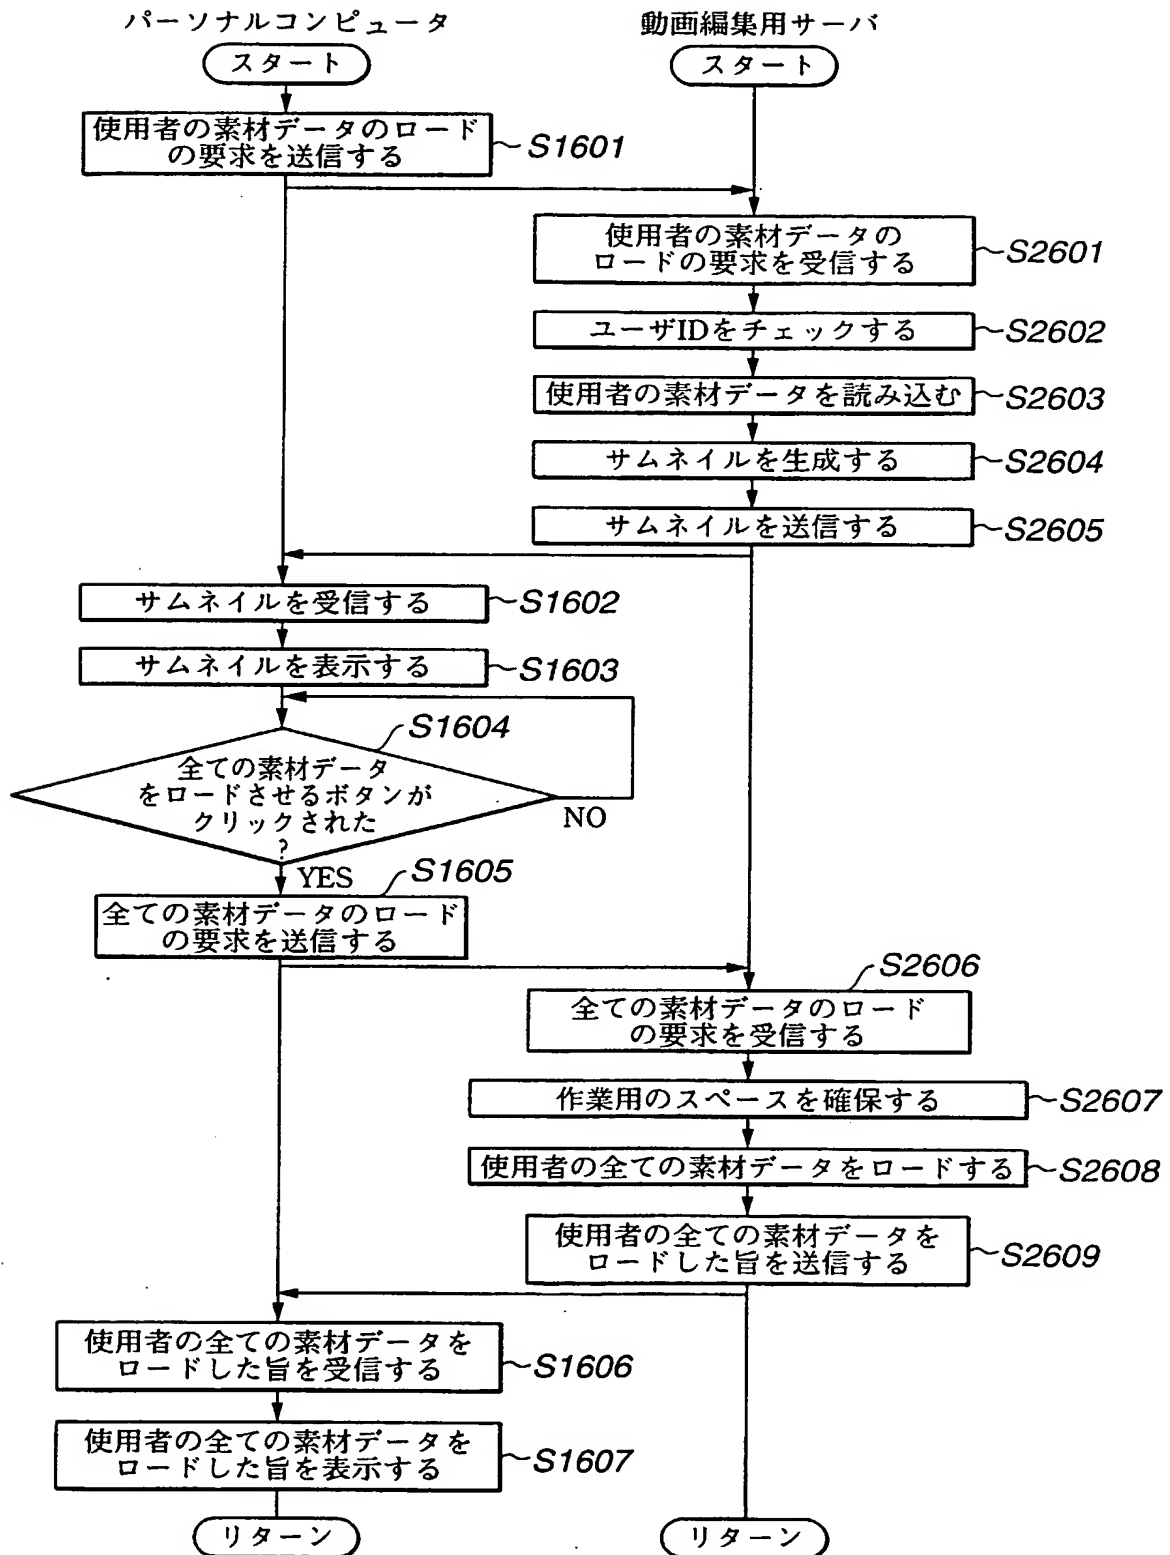 パーソナルコンピュータ
動画編集用サーバ
スタート
スタート
使用者の素材データのロード
の要求を送信する
S1601
使用者の素材データの
ロードの要求を受信する
S2601
ユーザIDをチェックする
S2602
使用者の素材データを読み込む
S2603
サムネイルを生成する
S2604
サムネイルを送信する
S2605
サムネイルを受信する
S1602
サムネイルを表示する
S1603
S1604
全ての素材データ
をロードさせるボタンが
クリックされた
?
NO
YES
S1605
全ての素材データのロード
の要求を送信する
S2606
全ての素材データのロード
の要求を受信する
作業用のスペースを確保する
S2607
使用者の全ての素材データをロードする
S2608
使用者の全ての素材データを
ロードした旨を送信する
S2609
使用者の全ての素材データを
ロードした旨を受信する
S1606
使用者の全ての素材データを
ロードした旨を表示する
S1607
リターン
リターン